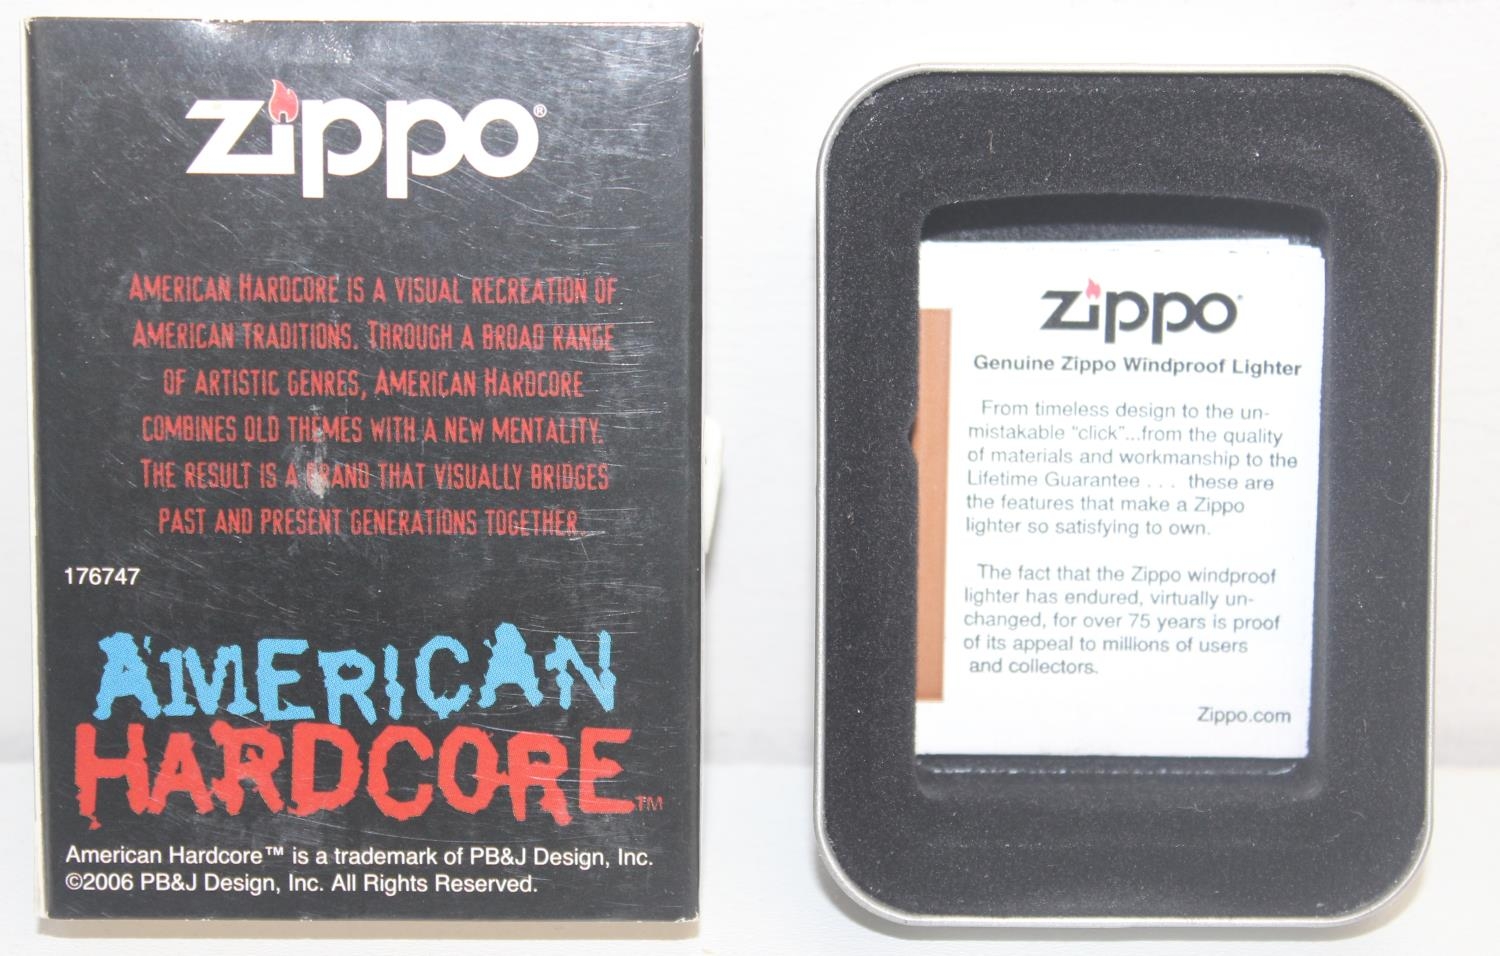 zippo®
AMERICAN HARDCORE IS A VISUAL RECREATION OF
AMERICAN TRADITIONS. THROUGH A BROAD RANGE
OF ARTISTIC GENRES, AMERICAN HARDCORE
COMBINES OLD THEMES WITH A NEW MENTALITY.
THE RESULT IS A BRAND THAT VISUALLY BRIDGES
PAST AND PRESENT GENERATIONS TOGETHER.
176747
AMERICAN
HARDCORE™
American Hardcore™ is a trademark of PB&J Design, Inc.
©2006 PB&J Design, Inc. All Rights Reserved.
zippo®
Genuine Zippo Windproof Lighter
From timeless design to the un-
mistakable "click"...from the quality
of materials and workmanship to the
Lifetime Guarantee . . . these are
the features that make a Zippo
lighter so satisfying to own.
The fact that the Zippo windproof
lighter has endured, virtually un-
changed, for over 75 years is proof
of its appeal to millions of users
and collectors.
Zippo.com